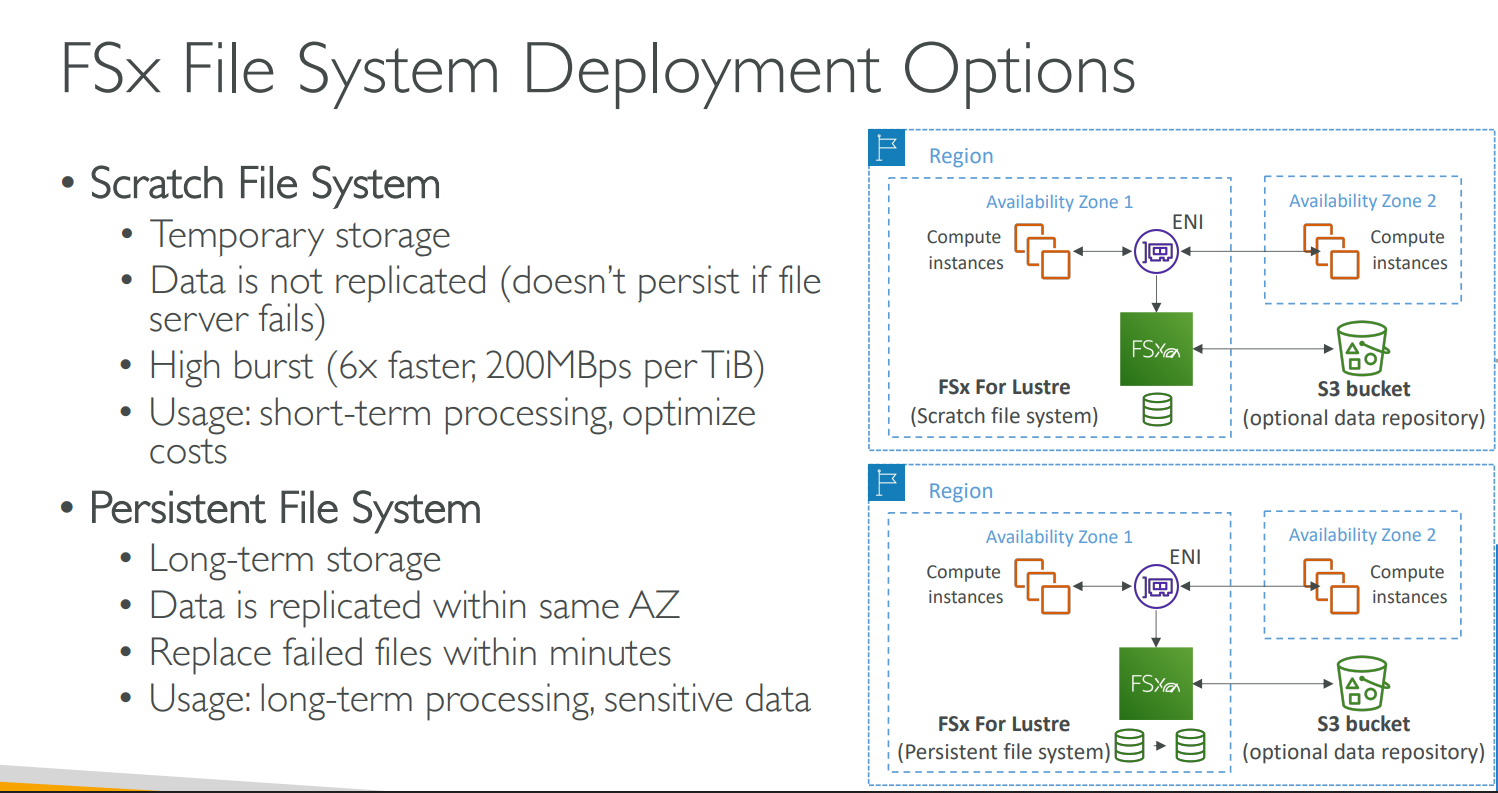 FSx File System Deployment Options
• Scratch File System
• Temporary storage
• Data is not replicated (doesn't persist if file
server fails)
• High burst (6x faster, 200MBps per TiB)
• Usage: short-term processing, optimize
costs
• Persistent File System
• Long-term storage
• Data is replicated within same AZ
• Replace failed files within minutes
• Usage: long-term processing, sensitive data
Region
Availability Zone 1
Availability Zone 2
ENI
Compute
instances
Compute
instances
FSx
FSx For Lustre
(Scratch file system)
S3 bucket
(optional data repository)
Region
Availability Zone 1
Availability Zone 2
ENI
Compute
instances
Compute
instances
FSx
FSx For Lustre
(Persistent file system)
S3 bucket
(optional data repository)